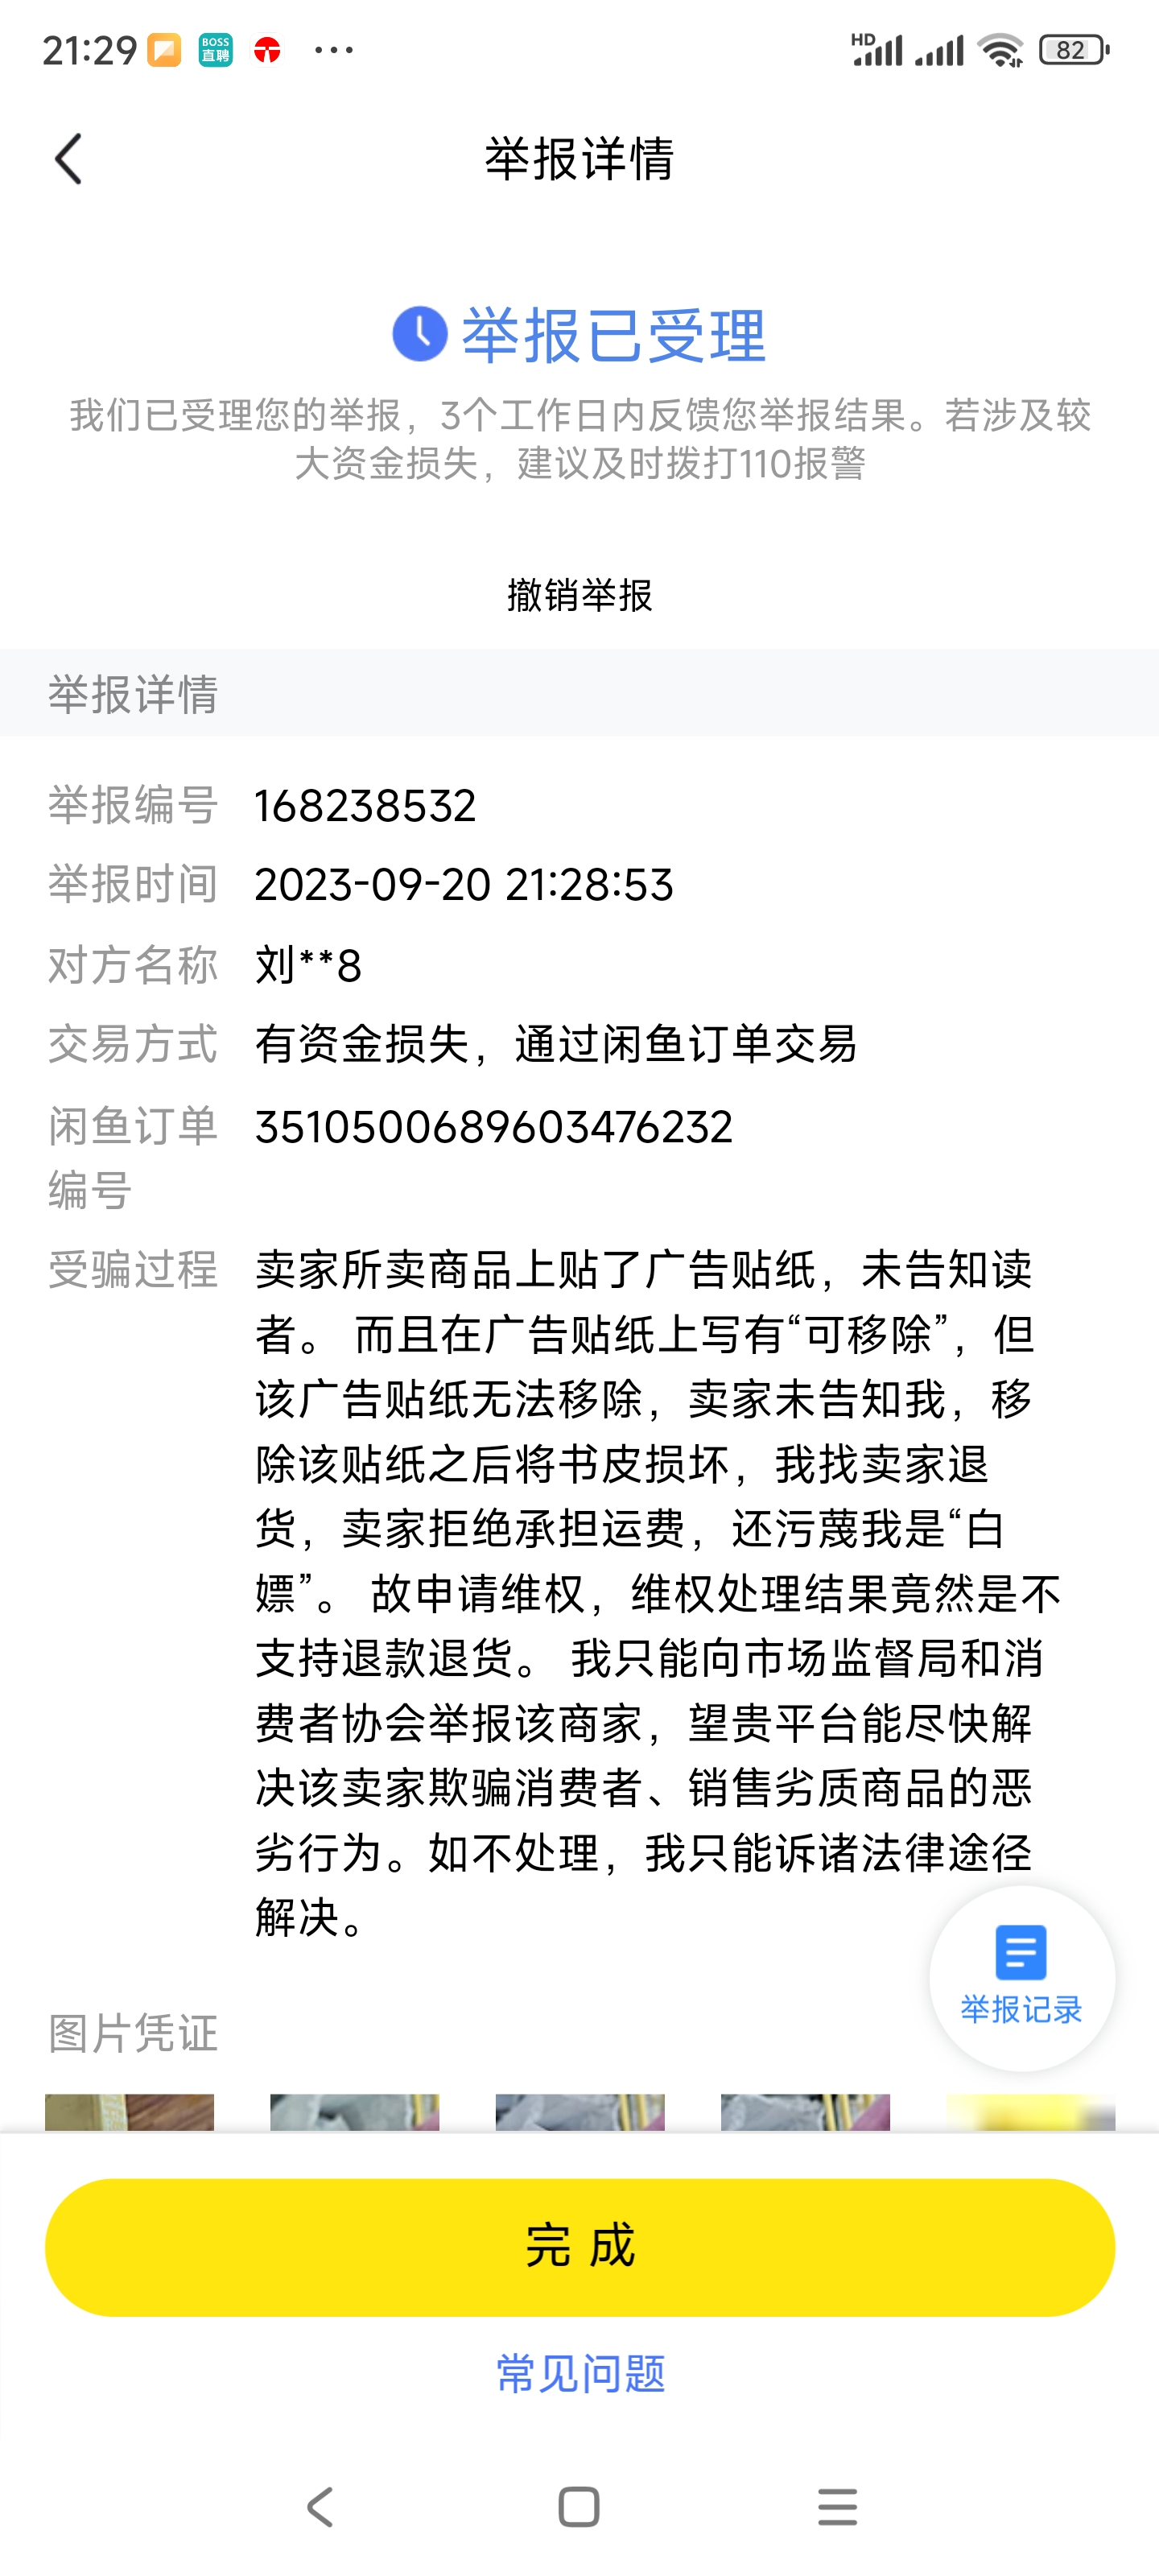 21:29
BOSS
直聘
HD
82
举报详情
举报已受理
我们已受理您的举报，3个工作日内反馈您举报结果。若涉及较
大资金损失，建议及时拨打110报警
撤销举报
举报详情
举报编号 168238532
举报时间 2023-09-20 21:28:53
对方名称 刘**8
交易方式 有资金损失，通过闲鱼订单交易
闲鱼订单 3510500689603476232
编号
受骗过程 卖家所卖商品上贴了广告贴纸，未告知读
者。 而且在广告贴纸上写有“可移除”，但
该广告贴纸无法移除，卖家未告知我，移
除该贴纸之后将书皮损坏，我找卖家退
货，卖家拒绝承担运费，还污蔑我是“白
嫖”。 故申请维权，维权处理结果竟然是不
支持退款退货。 我只能向市场监督局和消
费者协会举报该商家，望贵平台能尽快解
决该卖家欺骗消费者、销售劣质商品的恶
劣行为。如不处理，我只能诉诸法律途径
解决。
举报记录
图片凭证
完成
常见问题